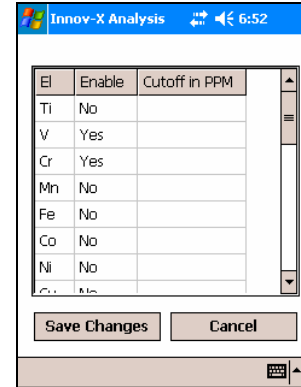 Innov-X Analysis 6:52
El Enable Cutoff in PPM
Ti No
V Yes
Cr Yes
Mn No
Fe No
Co No
Ni No
Save Changes Cancel